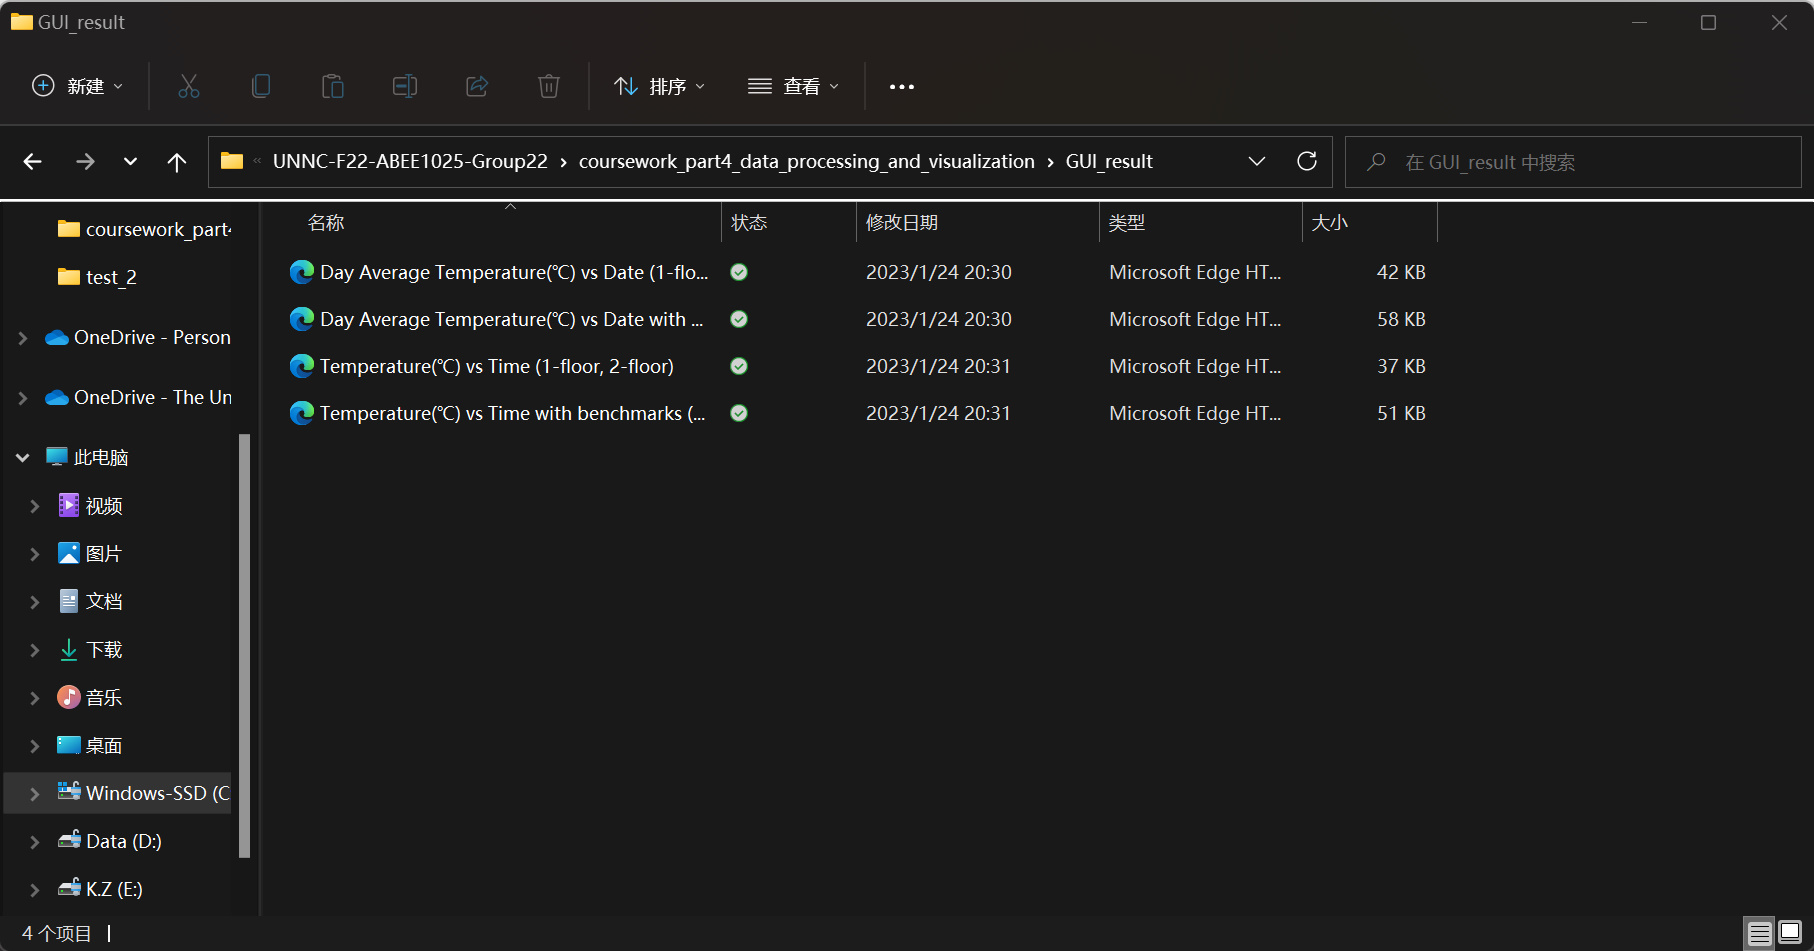 GUI_result
新建
排序
查看
« UNNC-F22-ABEE1025-Group22 › coursework_part4_data_processing_and_visualization › GUI_result
在 GUI_result 中搜索
名称 状态 修改日期 类型 大小
Day Average Temperature(℃) vs Date (1-flo... 2023/1/24 20:30 Microsoft Edge HT... 42 KB
Day Average Temperature(℃) vs Date with ... 2023/1/24 20:30 Microsoft Edge HT... 58 KB
Temperature(℃) vs Time (1-floor, 2-floor) 2023/1/24 20:31 Microsoft Edge HT... 37 KB
Temperature(℃) vs Time with benchmarks (... 2023/1/24 20:31 Microsoft Edge HT... 51 KB
coursework_part4
test_2
OneDrive - Person
OneDrive - The Un
此电脑
视频
图片
文档
下载
音乐
桌面
Windows-SSD (C
Data (D:)
K.Z (E:)
4 个项目